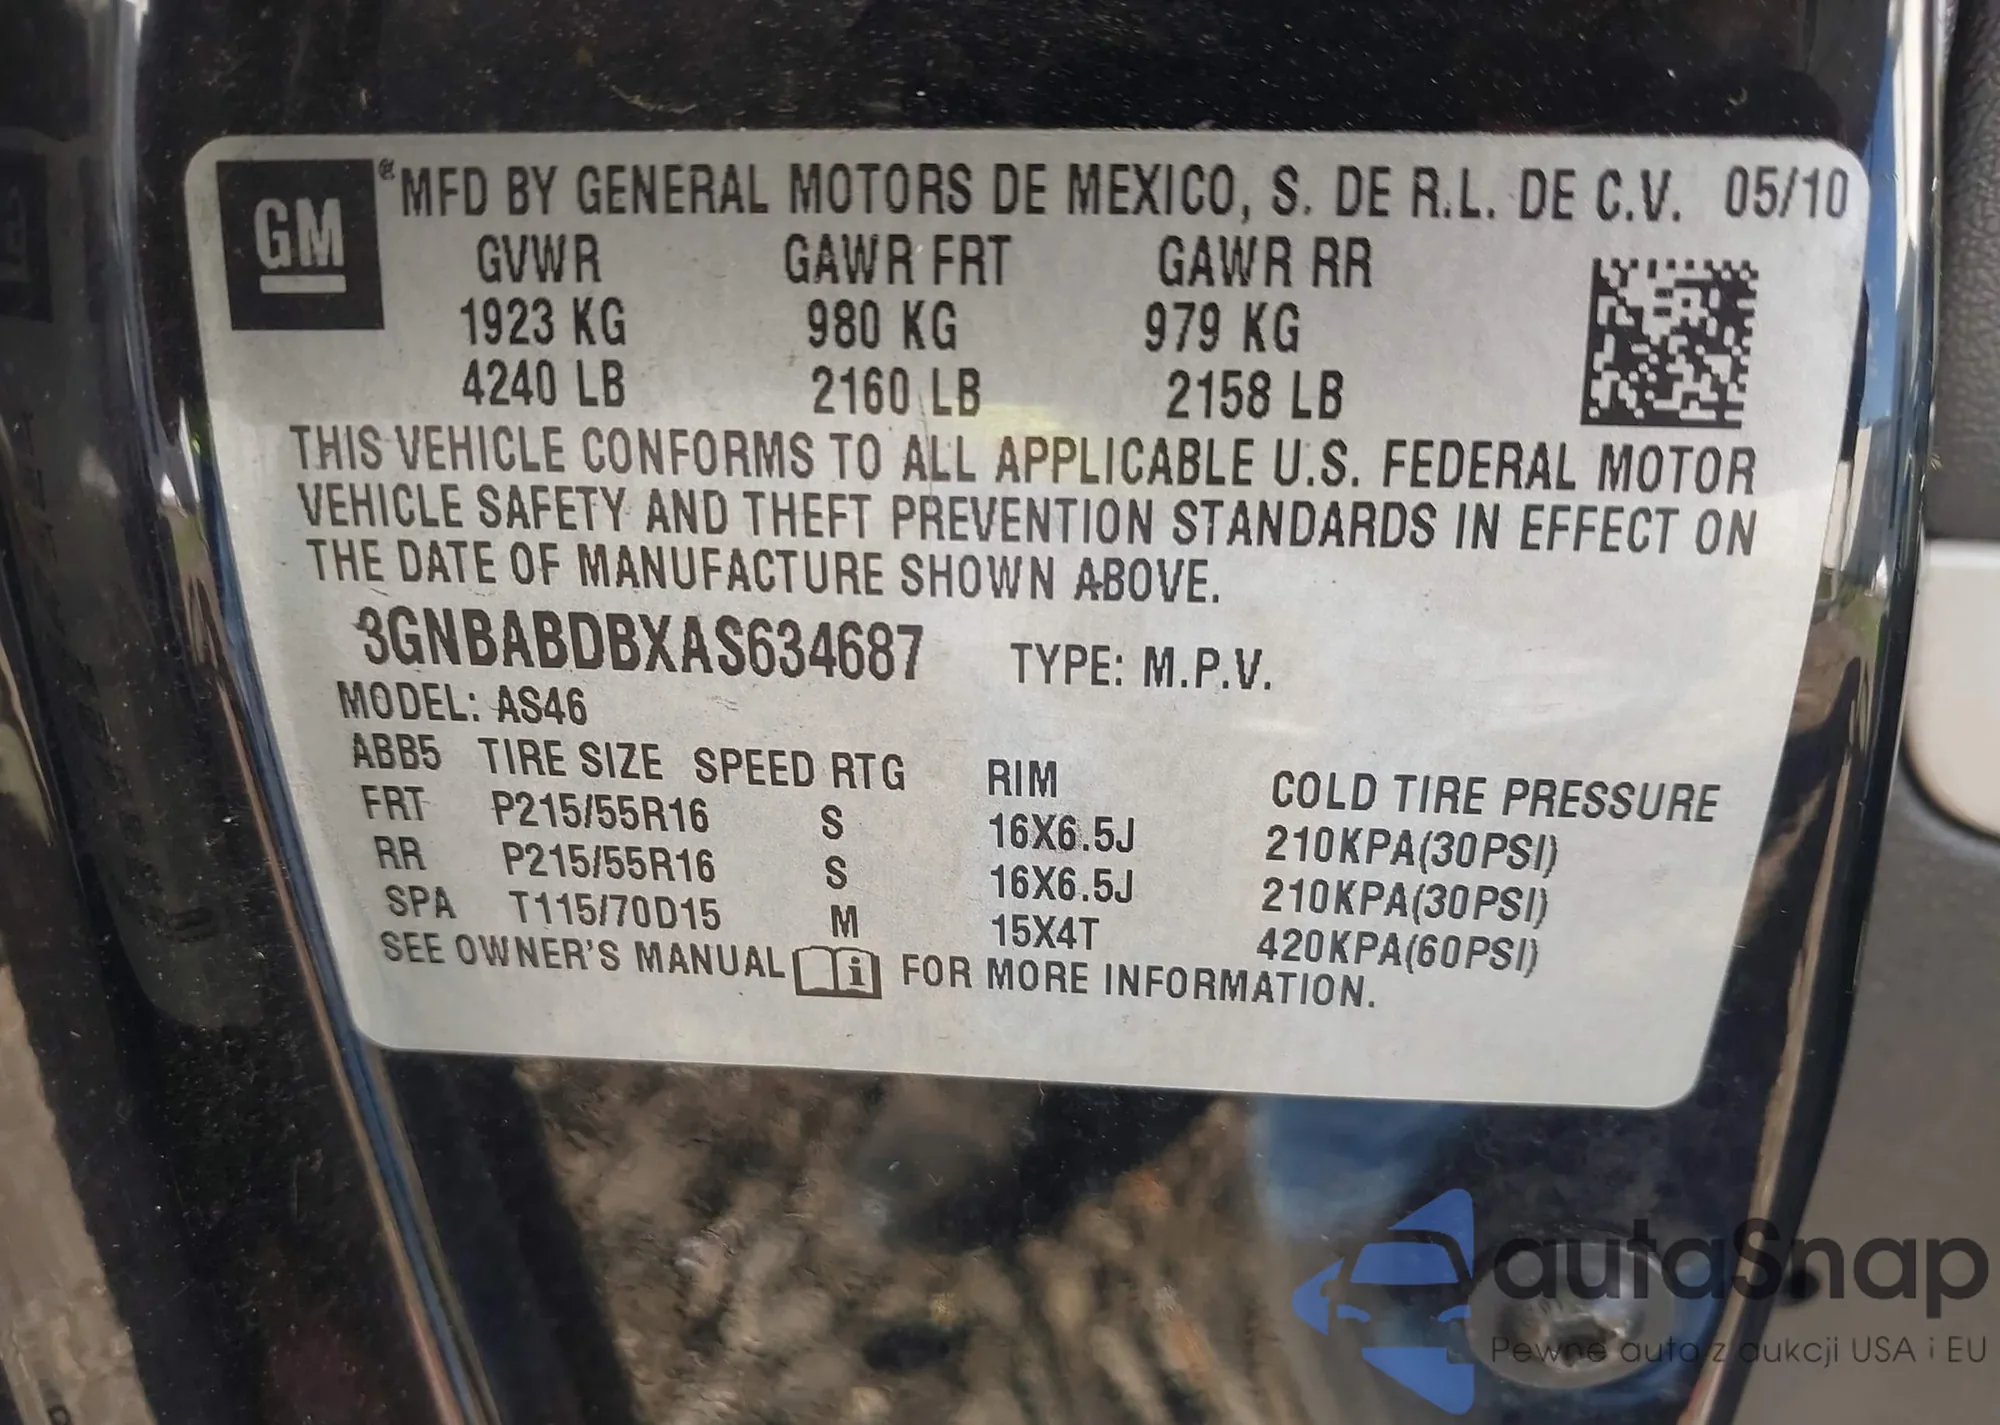 GM
® MFD BY GENERAL MOTORS DE MEXICO, S. DE R.L. DE C.V. 05/10
GVWR GAWR FRT GAWR RR
1923 KG 980 KG 979 KG
4240 LB 2160 LB 2158 LB
THIS VEHICLE CONFORMS TO ALL APPLICABLE U.S. FEDERAL MOTOR
VEHICLE SAFETY AND THEFT PREVENTION STANDARDS IN EFFECT ON
THE DATE OF MANUFACTURE SHOWN ABOVE.
3GNBABDBXAS634687 TYPE: M.P.V.
MODEL: AS46
ABB5 TIRE SIZE SPEED RTG RIM COLD TIRE PRESSURE
FRT P215/55R16 S 16X6.5J 210KPA(30PSI)
RR P215/55R16 S 16X6.5J 210KPA(30PSI)
SPA T115/70D15 M 15X4T 420KPA(60PSI)
SEE OWNER'S MANUAL i FOR MORE INFORMATION.
autaSnap
Pewne auta z aukcji USA i EU